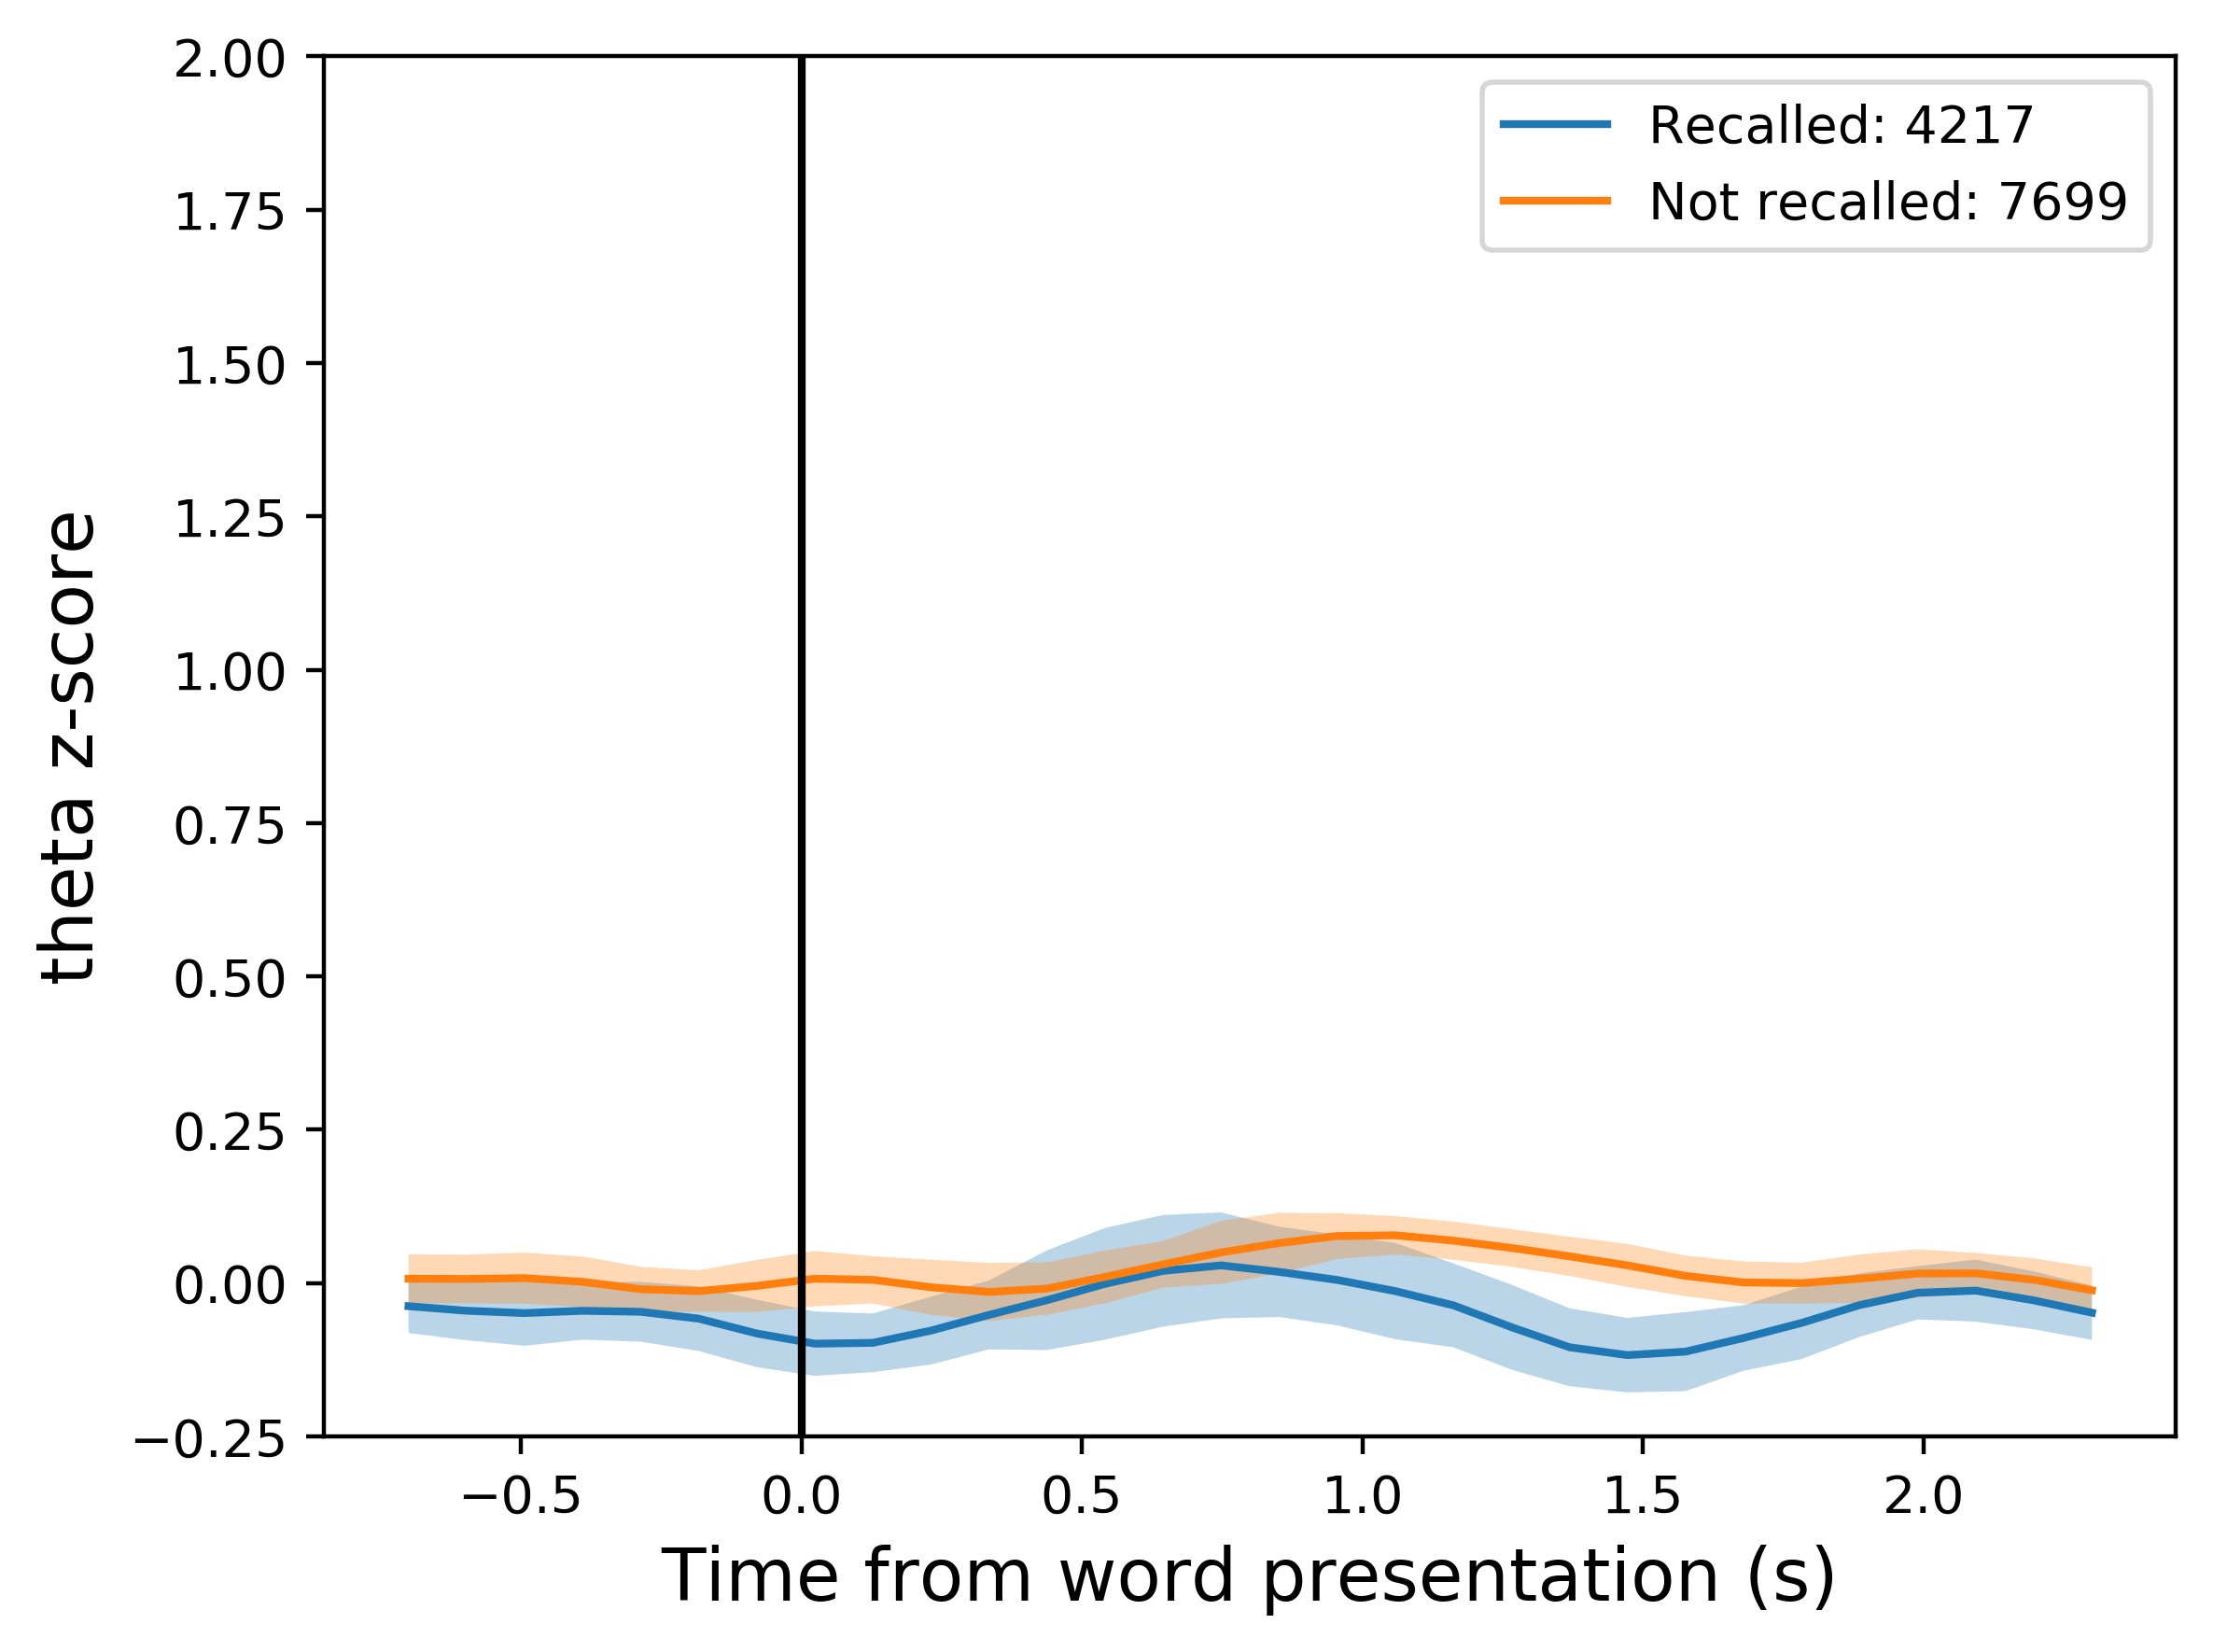 2.00
1.75
1.50
1.25
1.00
0.75
0.50
0.25
0.00
−0.25
theta z-score
Recalled: 4217
Not recalled: 7699
−0.5 0.0 0.5 1.0 1.5 2.0
Time from word presentation (s)